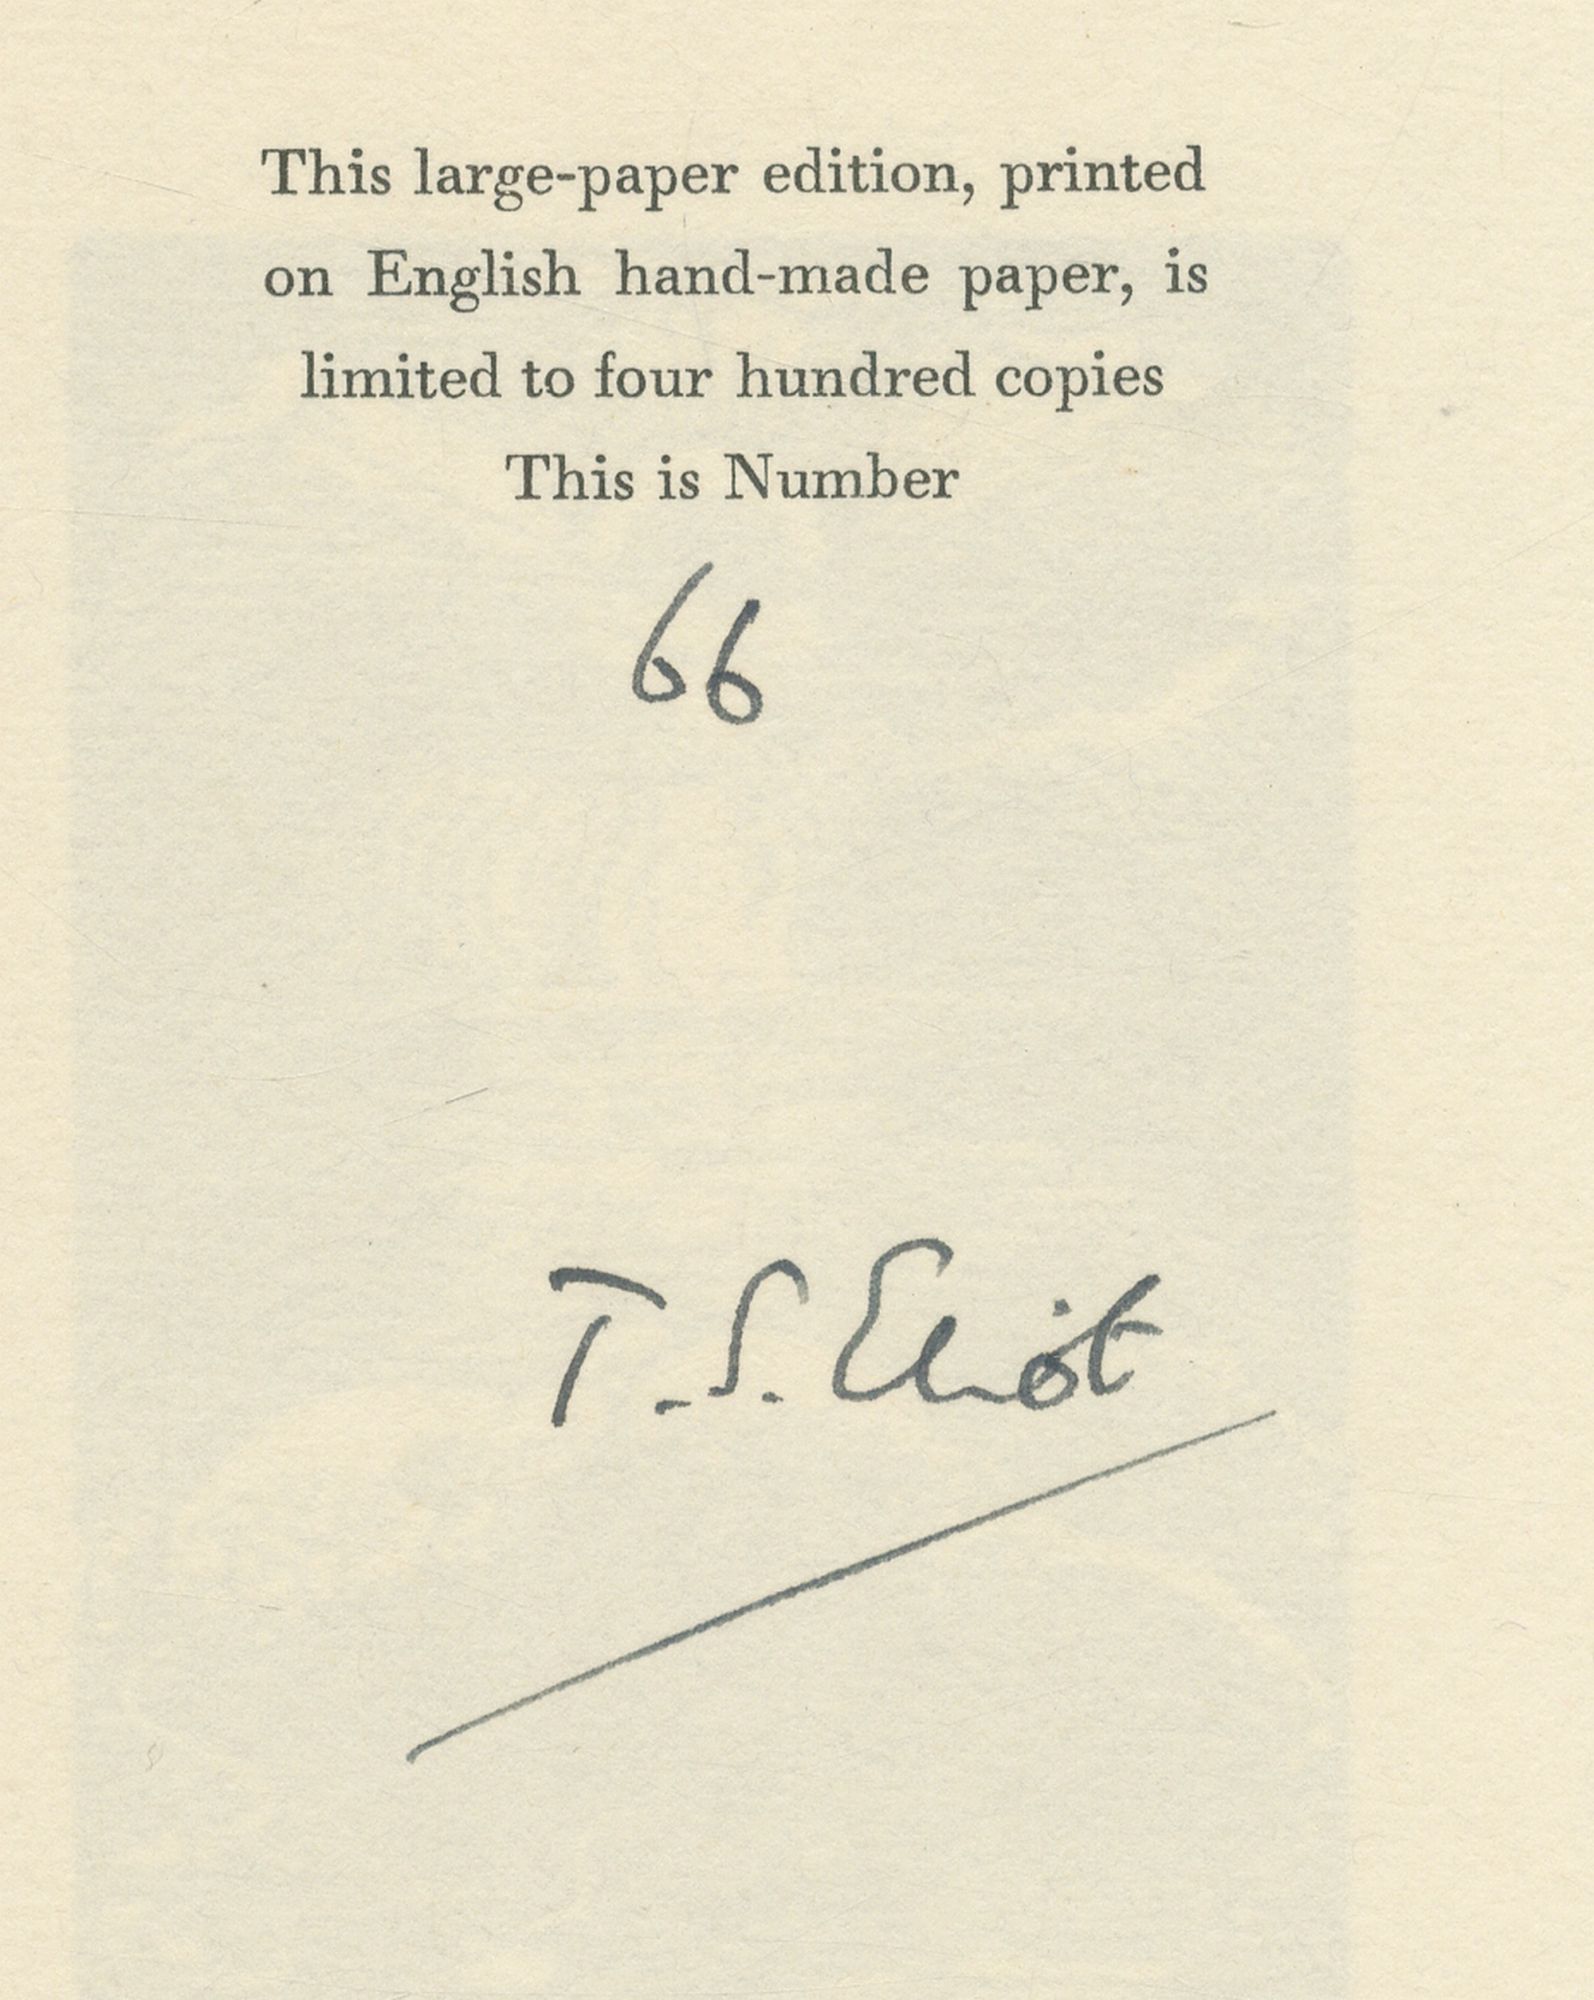 This large-paper edition, printed
on English hand-made paper, is
limited to four hundred copies
This is Number
66
T. S. Eliot